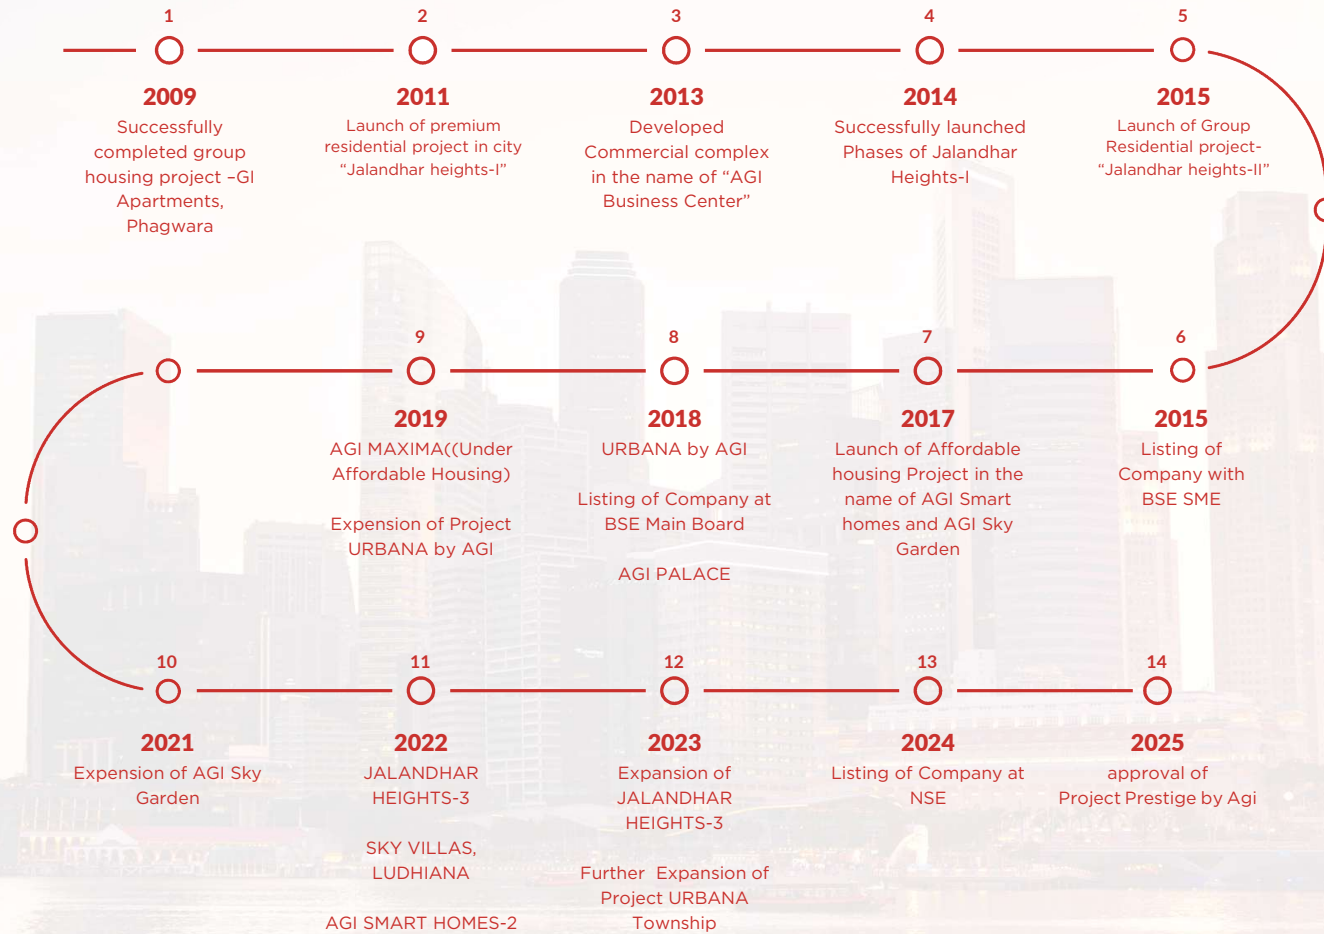 1
2009
Successfully
completed group
housing project –GI
Apartments,
Phagwara
2
2011
Launch of premium
residential project in city
“Jalandhar heights-I”
3
2013
Developed
Commercial complex
in the name of “AGI
Business Center”
4
2014
Successfully launched
Phases of Jalandhar
Heights-I
5
2015
Launch of Group
Residential project-
“Jalandhar heights-II”
6
2015
Listing of
Company with
BSE SME
7
2017
Launch of Affordable
housing Project in the
name of AGI Smart
homes and AGI Sky
Garden
8
2018
URBANA by AGI
Listing of Company at
BSE Main Board
AGI PALACE
9
2019
AGI MAXIMA((Under
Affordable Housing)
Expension of Project
URBANA by AGI
10
2021
Expension of AGI Sky
Garden
11
2022
JALANDHAR
HEIGHTS-3
SKY VILLAS,
LUDHIANA
AGI SMART HOMES-2
12
2023
Expansion of
JALANDHAR
HEIGHTS-3
Further Expansion of
Project URBANA
Township
13
2024
Listing of Company at
NSE
14
2025
approval of
Project Prestige by Agi